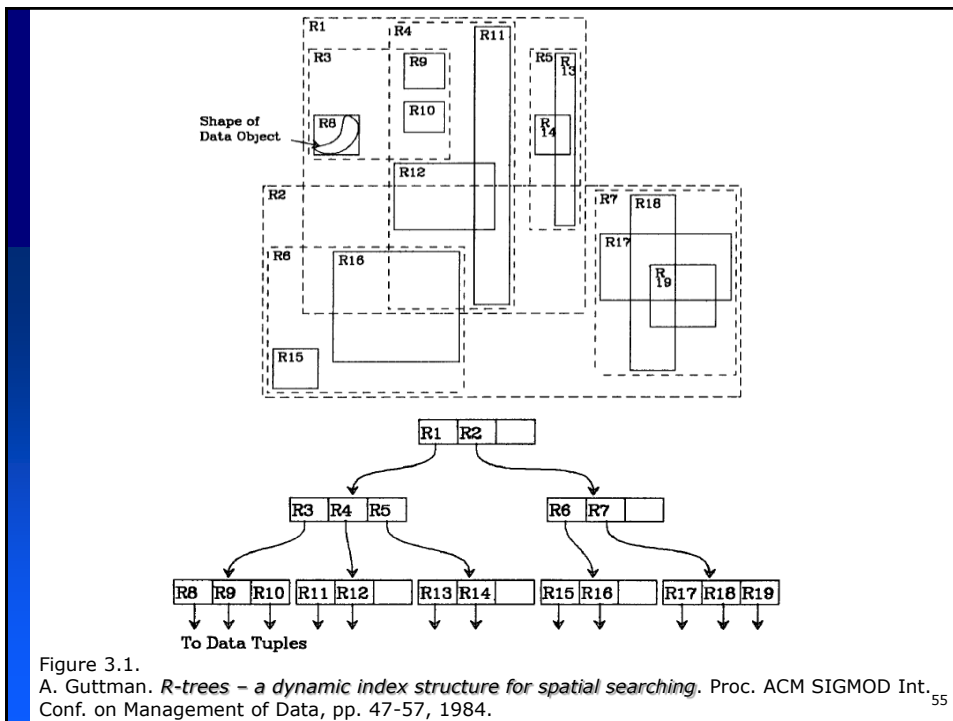 R1
R4
R11
R3
R9
R5
R
13
Shape of
Data Object
R8
R10
R
14
R12
R2
R7
R18
R6
R16
R17
R
19
R15
R1 R2
R3 R4 R5
R6 R7
R8 R9 R10
R11 R12
R13 R14
R15 R16
R17 R18 R19
To Data Tuples
Figure 3.1.
A. Guttman. R-trees – a dynamic index structure for spatial searching. Proc. ACM SIGMOD Int.
Conf. on Management of Data, pp. 47-57, 1984.
55